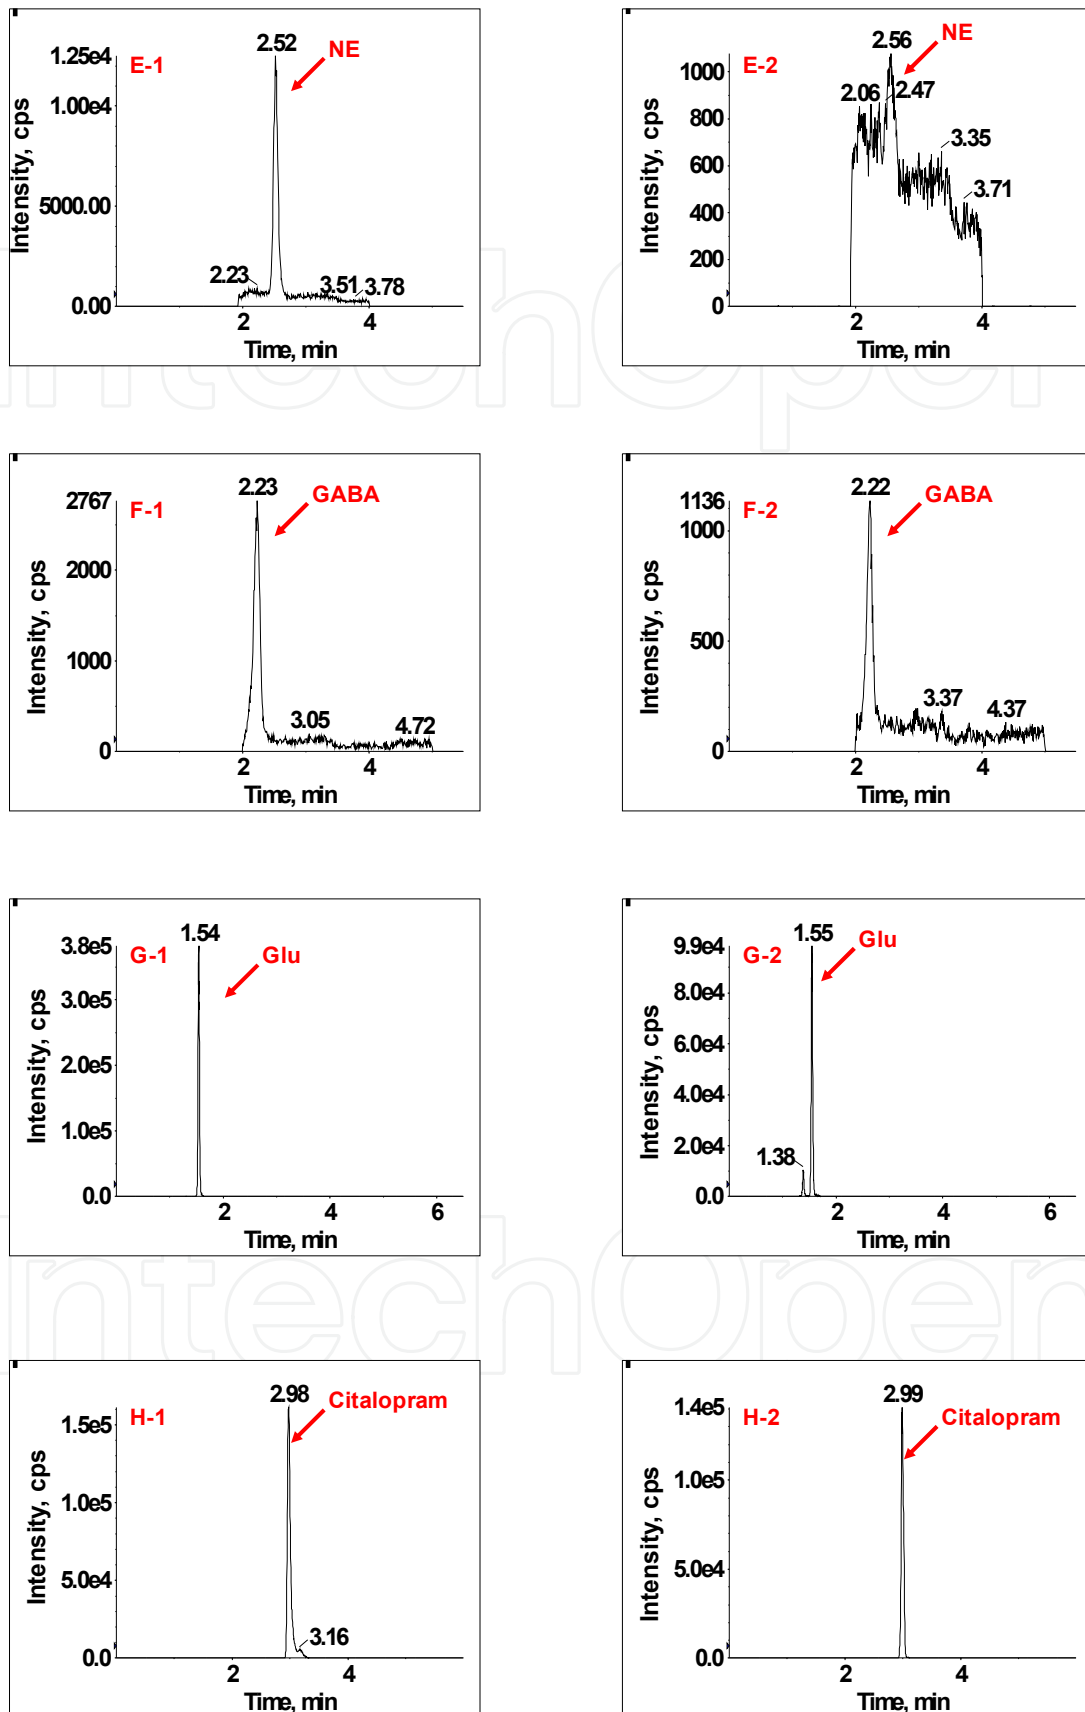 E-1
2.52
NE
1.25e4
1.00e4
5000.00
0.00
2.23
3.51
3.78
2
4
Intensity, cps
Time, min
E-2
2.56
NE
1000
800
600
400
200
0
2.06
2.47
3.35
3.71
2
4
Intensity, cps
Time, min
F-1
2.23
GABA
2767
2000
1000
0
3.05
4.72
2
4
Intensity, cps
Time, min
F-2
2.22
GABA
1136
1000
500
0
3.37
4.37
2
4
Intensity, cps
Time, min
G-1
1.54
Glu
3.8e5
3.0e5
2.0e5
1.0e5
0.0
2
4
6
Intensity, cps
Time, min
G-2
1.55
Glu
9.9e4
8.0e4
6.0e4
4.0e4
2.0e4
0.0
1.38
2
4
6
Intensity, cps
Time, min
H-1
2.98
Citalopram
1.5e5
1.0e5
5.0e4
0.0
3.16
2
4
Intensity, cps
Time, min
H-2
2.99
Citalopram
1.4e5
1.0e5
5.0e4
0.0
2
4
Intensity, cps
Time, min
IntechOpen
IntechOpen